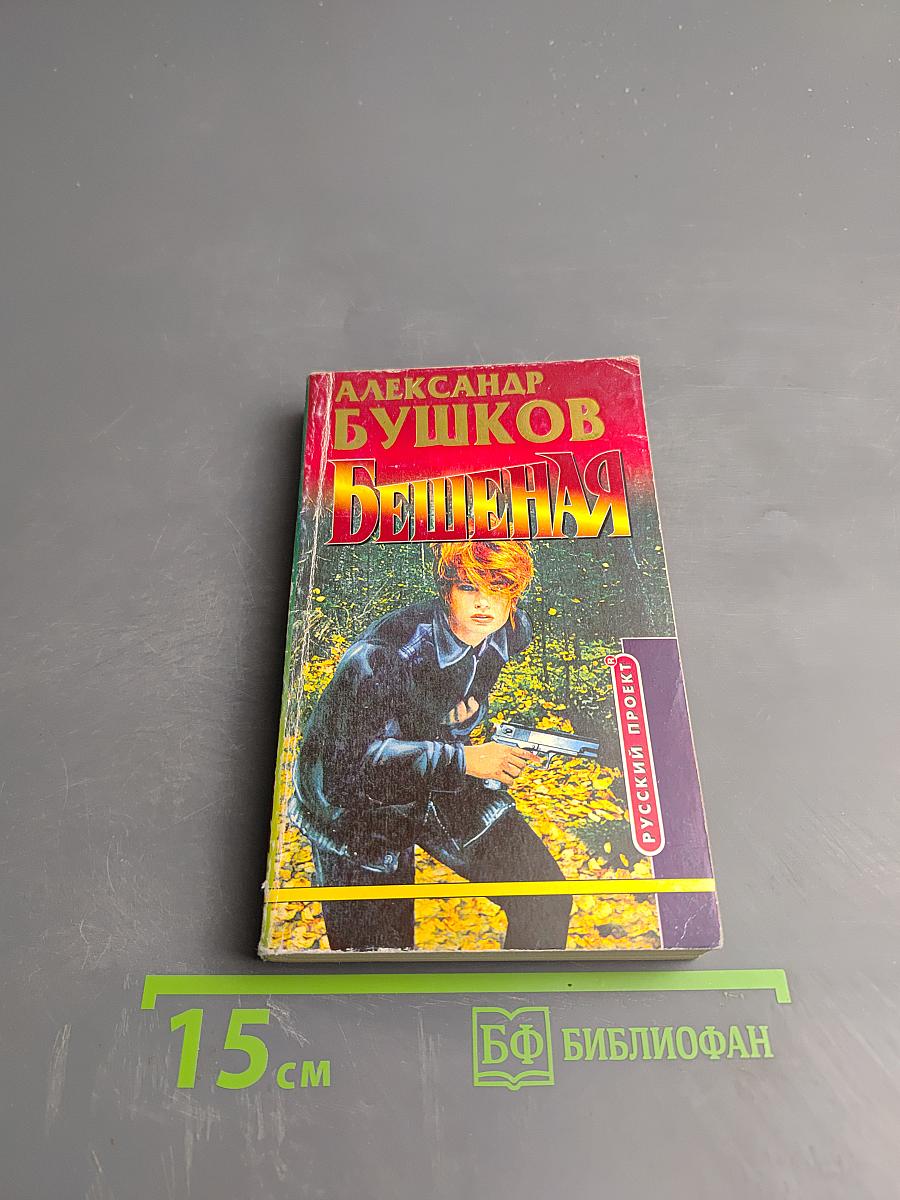 АЛЕКСАНДР
БУШКОВ
БЕШЕНАЯ
РУССКИЙ ПРОЕКТ®
15 см
БФ БИБЛИОФАН